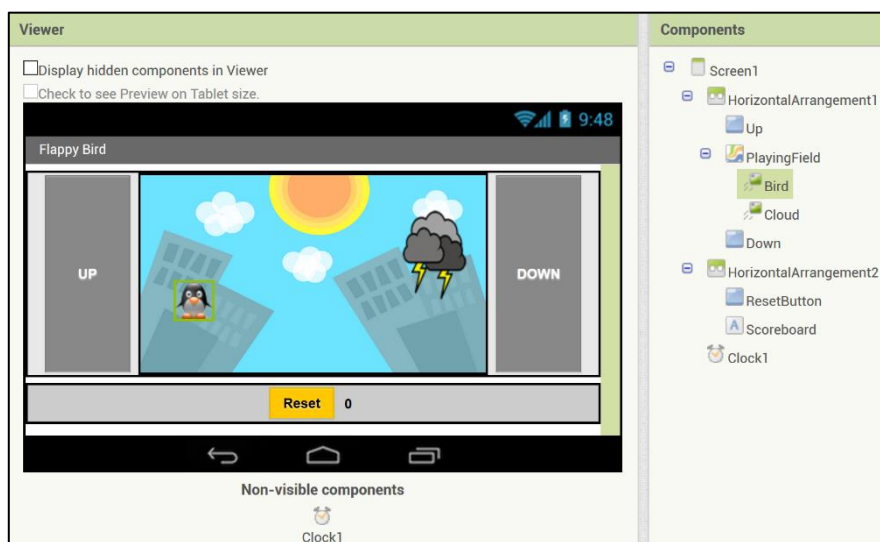 Viewer
Display hidden components in Viewer
Check to see Preview on Tablet size.
9:48
Flappy Bird
UP
DOWN
Reset 0
Non-visible components
Clock1
Components
Screen1
HorizontalArrangement1
Up
PlayingField
Bird
Cloud
Down
HorizontalArrangement2
ResetButton
A Scoreboard
Clock1